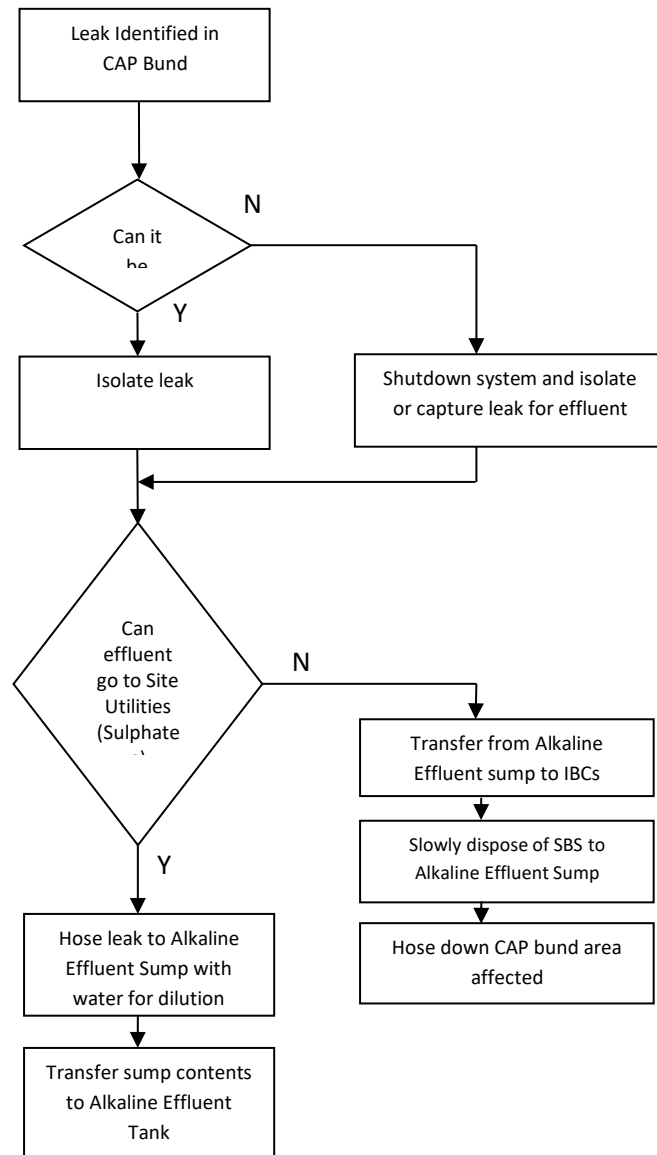 Leak Identified in
CAP Bund
N
Can it
be
Y
Isolate leak
Shutdown system and isolate
or capture leak for effluent
Can
effluent
go to Site
Utilities
(Sulphate
N
Transfer from Alkaline
Effluent sump to IBCs
Slowly dispose of SBS to
Alkaline Effluent Sump
Hose down CAP bund area
affected
Y
Hose leak to Alkaline
Effluent Sump with
water for dilution
Transfer sump contents
to Alkaline Effluent
Tank